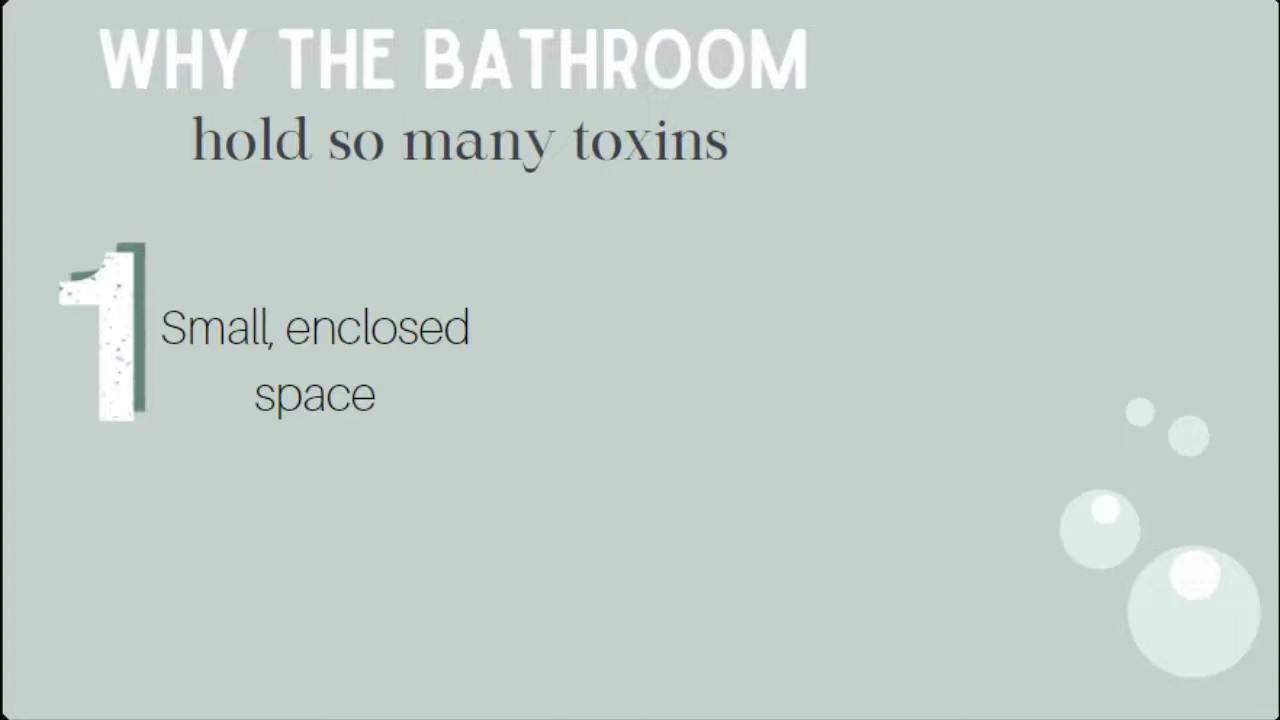 WHY THE BATHROOM
hold so many toxins
1
Small, enclosed
space